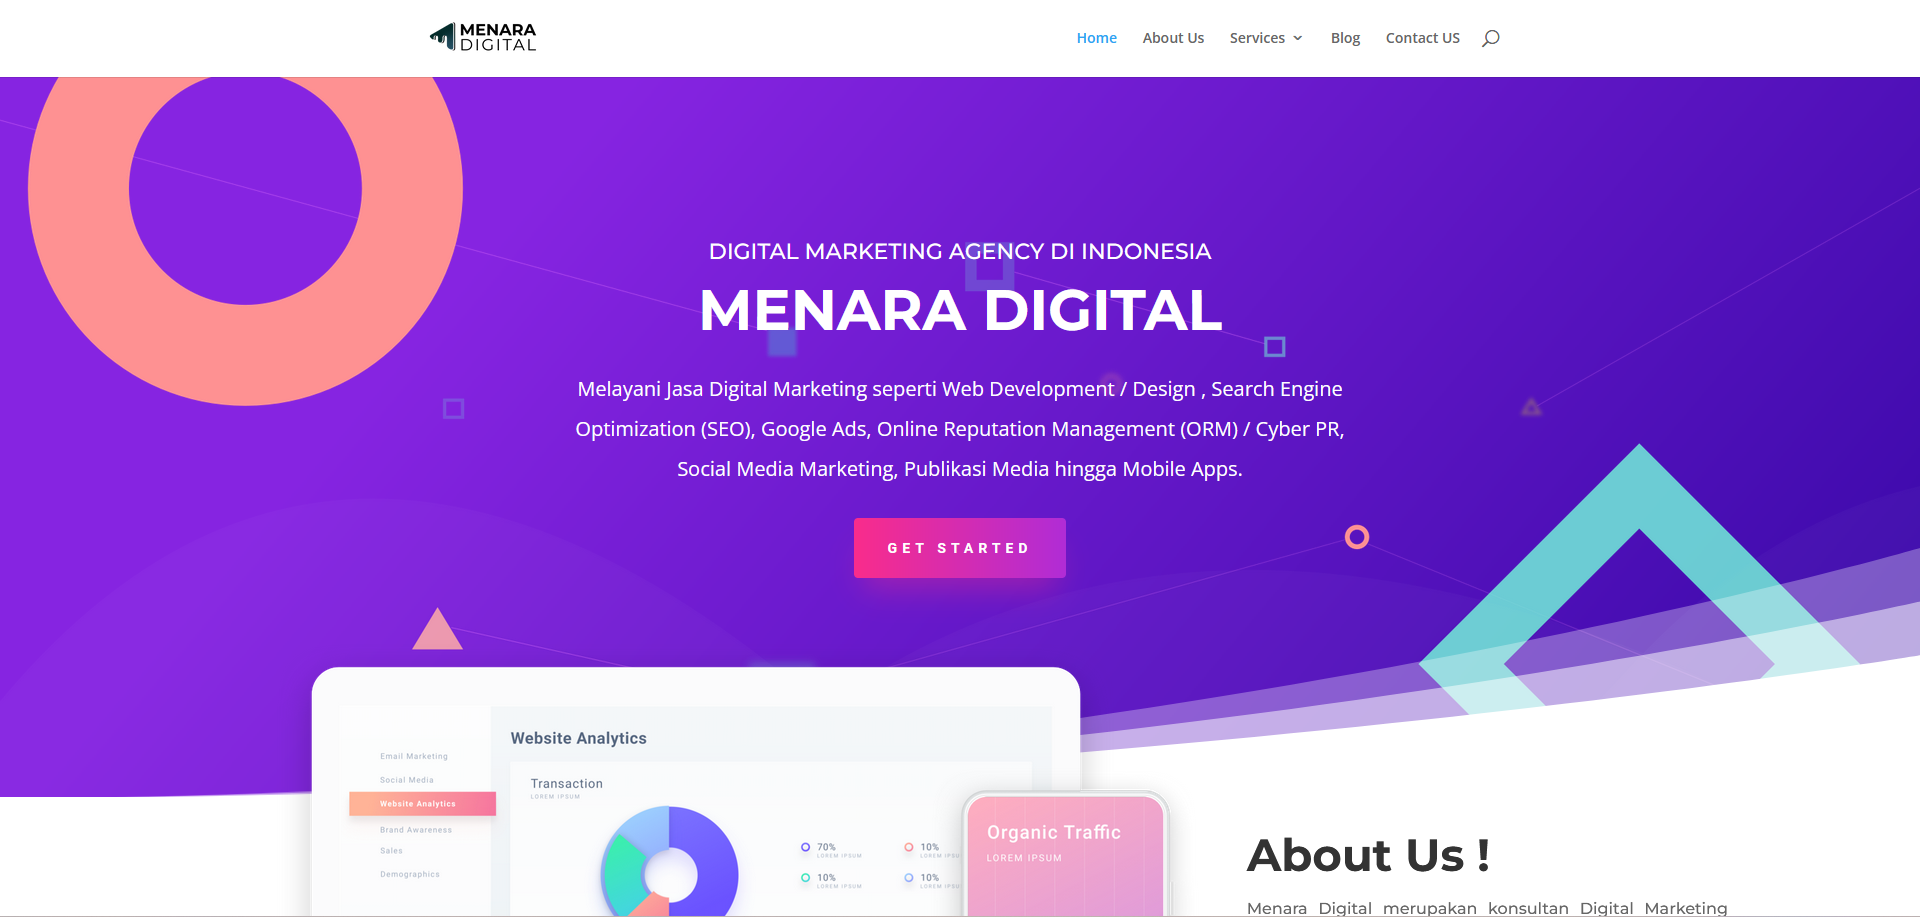 MENARA
DIGITAL
Home
About Us
Services
Blog
Contact US
DIGITAL MARKETING AGENCY DI INDONESIA
MENARA DIGITAL
Melayani Jasa Digital Marketing seperti Web Development / Design , Search Engine
Optimization (SEO), Google Ads, Online Reputation Management (ORM) / Cyber PR,
Social Media Marketing, Publikasi Media hingga Mobile Apps.
GET STARTED
Email Marketing
Social Media
Website Analytics
Brand Awareness
Sales
Demographics
Website Analytics
Transaction
LOREM IPSUM
70%
LOREM IPSUM
10%
LOREM IPSU
10%
LOREM IPSUM
10%
LOREM IPSU
Organic Traffic
LOREM IPSUM
About Us !
Menara Digital merupakan konsultan Digital Marketing